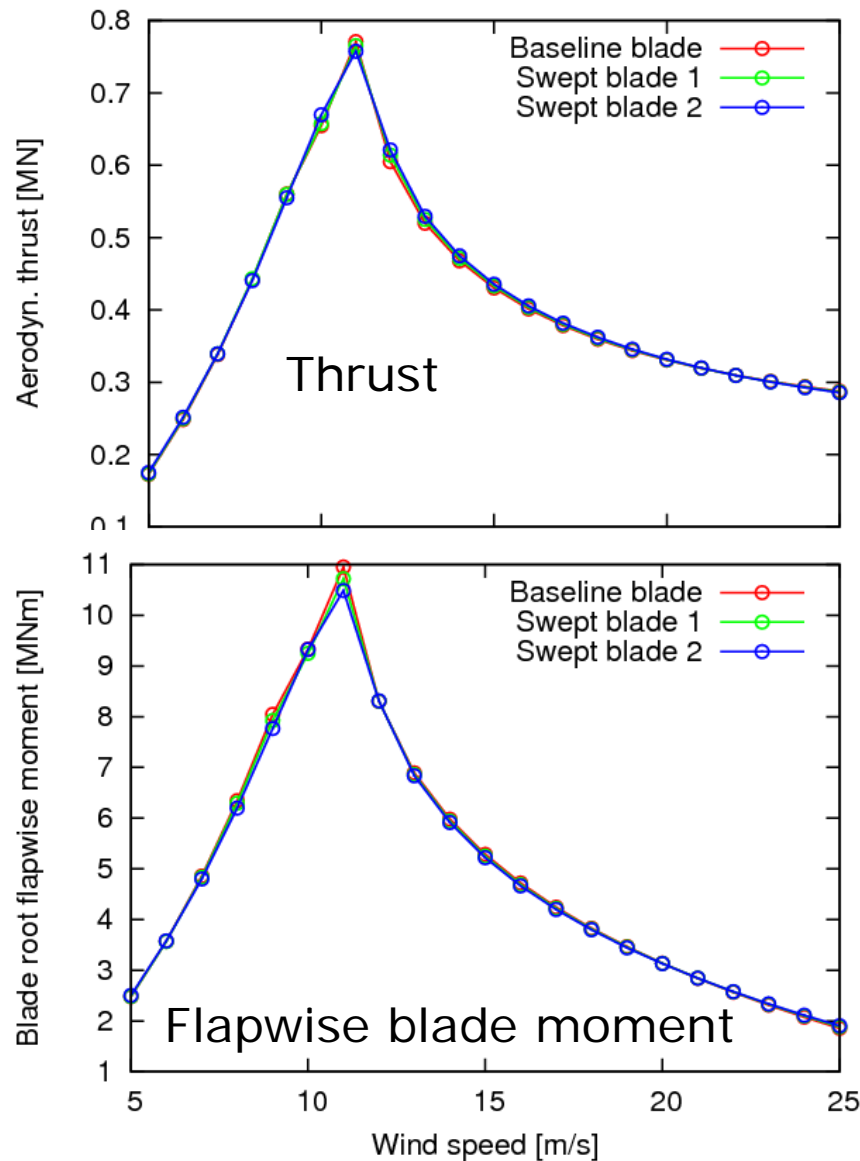 0.8
0.7
0.6
0.5
0.4
0.3
0.2
0.1
Aerodyn. thrust [MN]
Baseline blade
Swept blade 1
Swept blade 2
Thrust
11
10
9
8
7
6
5
4
3
2
1
Blade root flapwise moment [MNm]
Baseline blade
Swept blade 1
Swept blade 2
Flapwise blade moment
5 10 15 20 25
Wind speed [m/s]